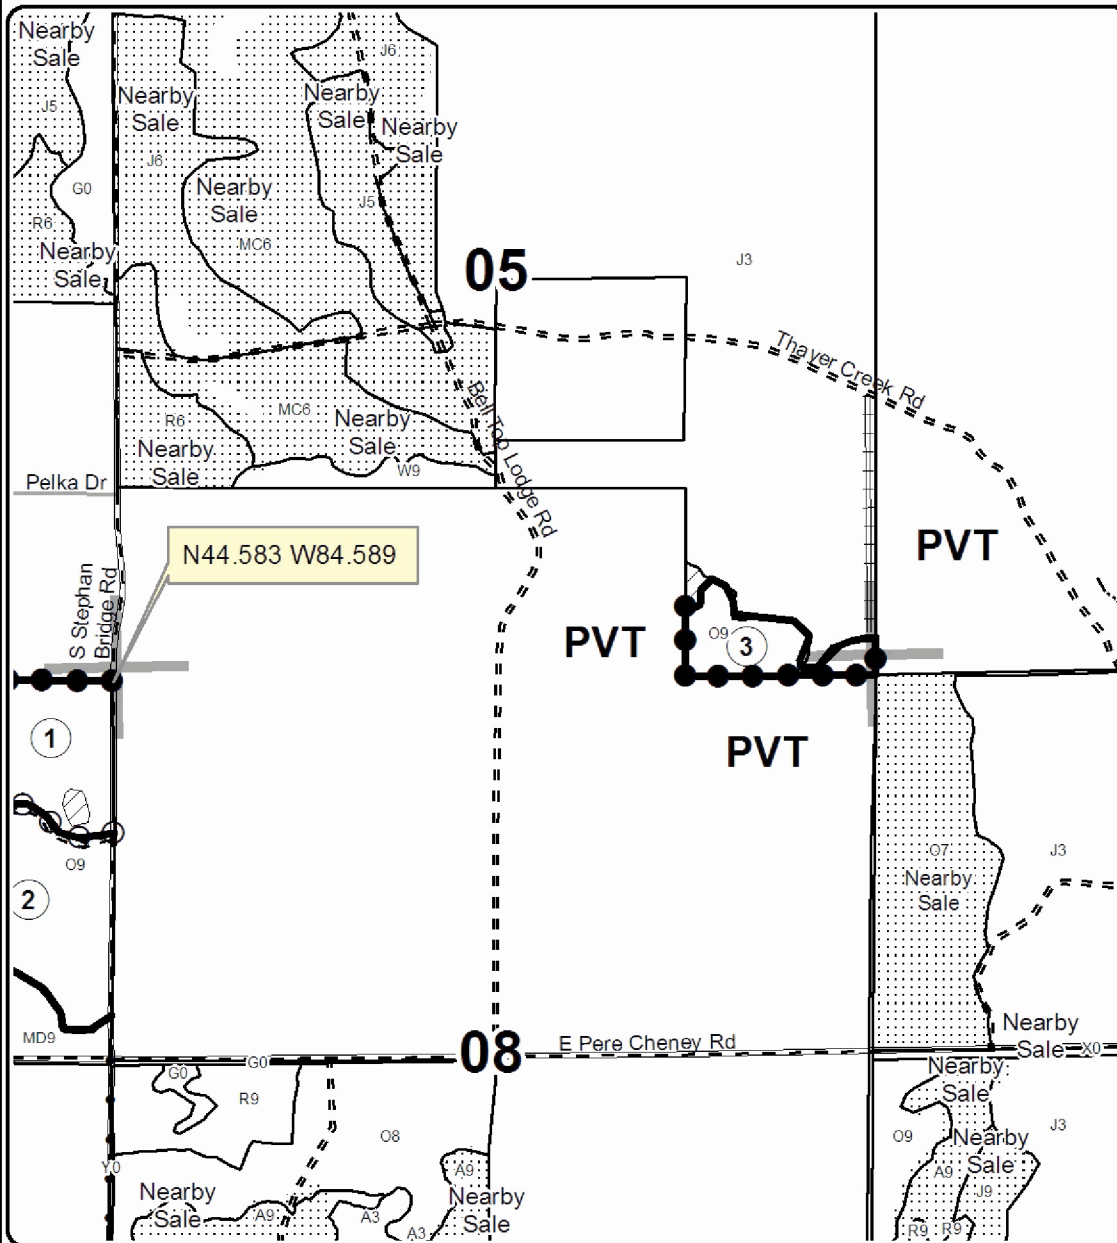 Nearby
Sale
J5
G0
R6
Nearby
Sale
Nearby
Sale
J6
Nearby
Sale
MC6
J6
Nearby
Sale
Nearby
Sale
J5
05
J3
Thayer Creek Rd
Bell Top Lodge Rd
R6
MC6
Nearby
Sale
Nearby
Sale
W9
Pelka Dr
N44.583 W84.589
S Stephan
Bridge Rd
PVT
PVT
O9
3
PVT
1
O9
2
MD9
O7
Nearby
Sale
J3
08
E Pere Cheney Rd
Nearby
Sale
X0
G0
G0
R9
O8
Y0
Nearby
Sale
A9
A3
A3
A9
Nearby
Sale
Nearby
Sale
O9
Nearby
Sale
A9
J9
R9
R9
J3